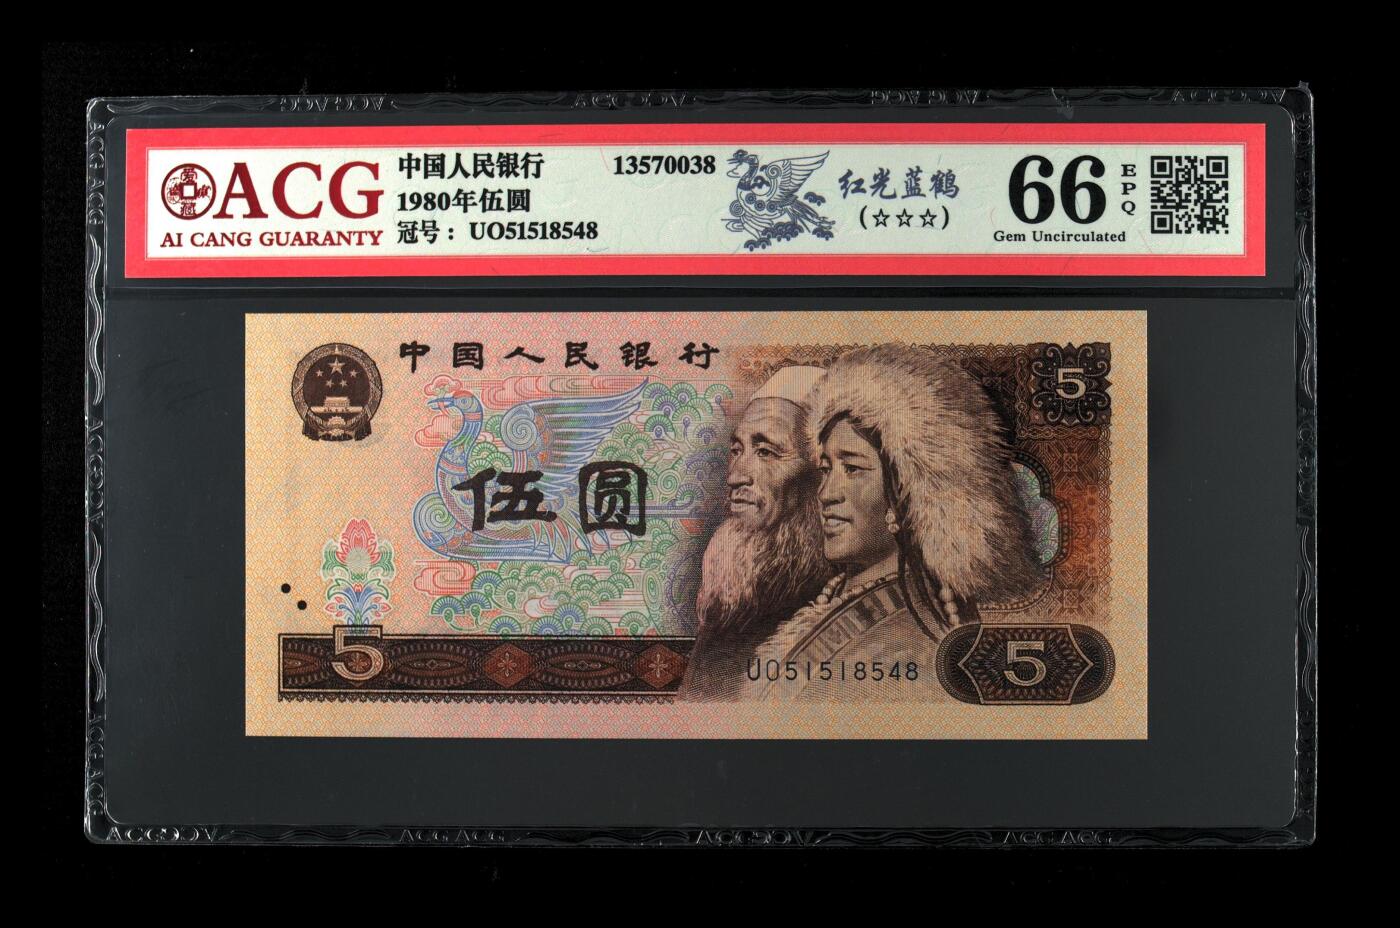 ACG
AI CANG GUARANTY
中国人民银行
1980年伍圆
冠号： UO51518548
13570038
红光蓝鹤
(☆☆☆)
66
EPQ
Gem Uncirculated
中国人民银行
5
伍圆
5
UO51518548
5